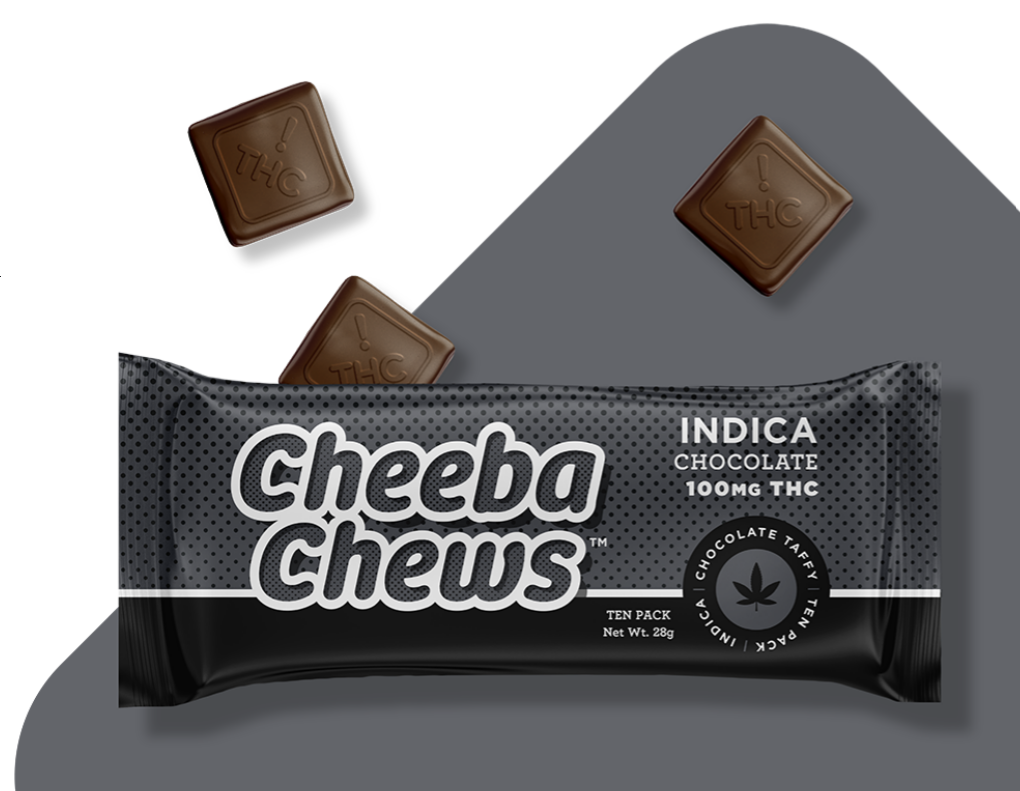 !
THC
!
THC
!
THC
Cheeba
Chews™
INDICA
CHOCOLATE
100MG THC
TEN PACK
Net Wt. 28g
CHOCOLATE TAFFY | TEN PACK | INDICA |